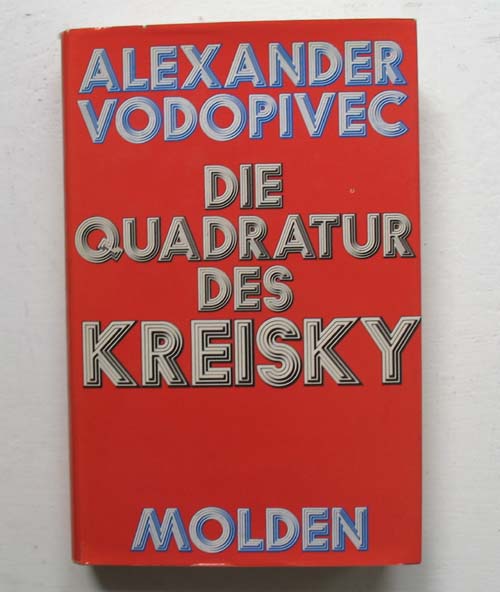 ALEXANDER
VODOPIVEC
DIE
QUADRATUR
DES
KREISKY
MOLDEN